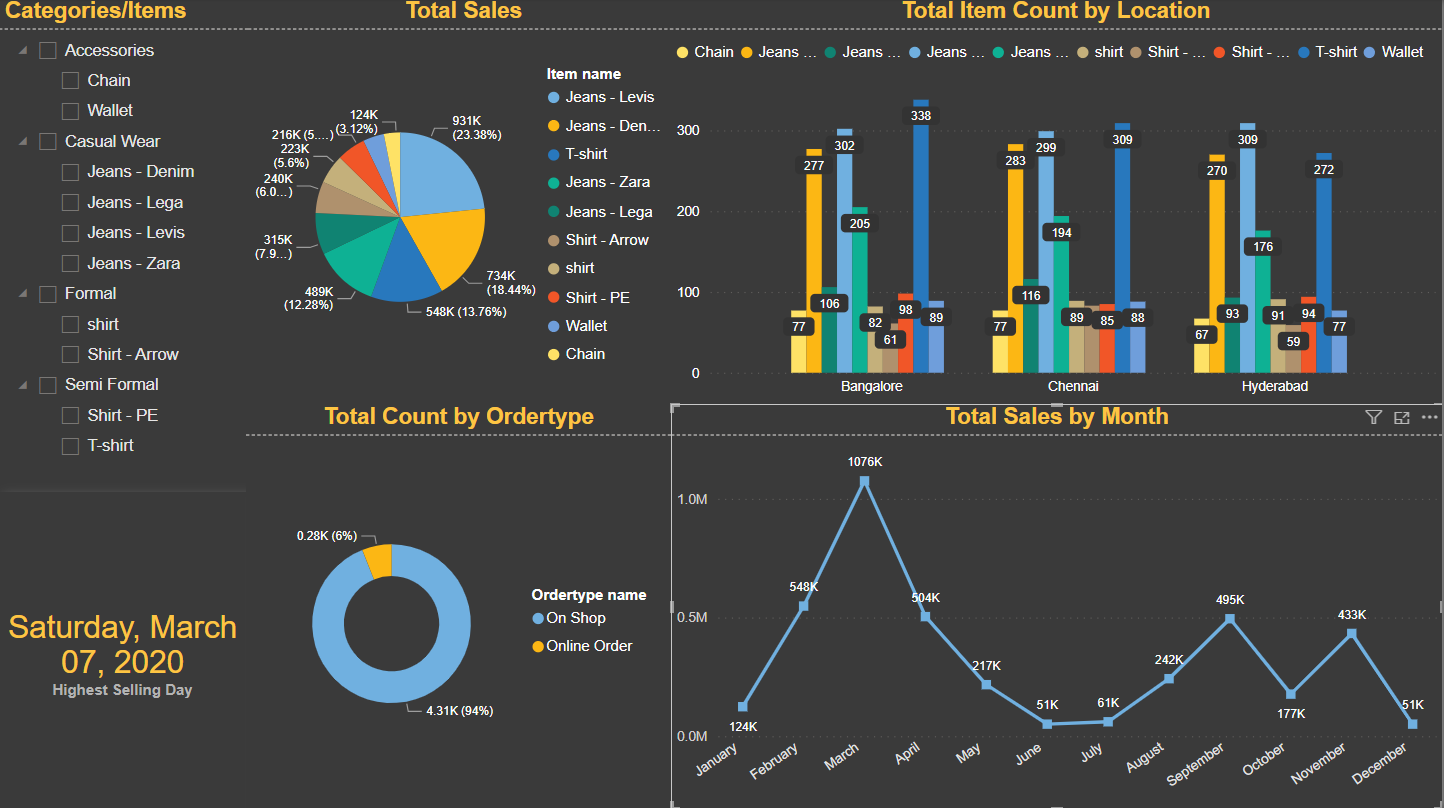 Categories/Items
Accessories
Chain
Wallet
Casual Wear
Jeans - Denim
Jeans - Lega
Jeans - Levis
Jeans - Zara
Formal
shirt
Shirt - Arrow
Semi Formal
Shirt - PE
T-shirt
Saturday, March
07, 2020
Highest Selling Day
Total Sales
124K
(3.12%)
931K
(23.38%)
216K (5....)
223K
(5.6%)
240K
(6.0...)
315K
(7.9...)
489K
(12.28%)
548K (13.76%)
734K
(18.44%)
Item name
Jeans - Levis
Jeans - Den...
T-shirt
Jeans - Zara
Jeans - Lega
Shirt - Arrow
shirt
Shirt - PE
Wallet
Chain
Total Item Count by Location
Chain Jeans ... Jeans ... Jeans ... Jeans ... shirt Shirt - ... Shirt - ... T-shirt Wallet
300
200
100
0
77 277 106 302 205 82 61 98 338 89
77 283 116 299 194 89 85 309 88
67 270 93 309 176 91 59 94 272 77
Bangalore Chennai Hyderabad
Total Count by Ordertype
0.28K (6%)
4.31K (94%)
Ordertype name
On Shop
Online Order
Total Sales by Month
1.0M
0.5M
0.0M
124K 548K 1076K 504K 217K 51K 61K 242K 495K 177K 433K 51K
January February March April May June July August September October November December